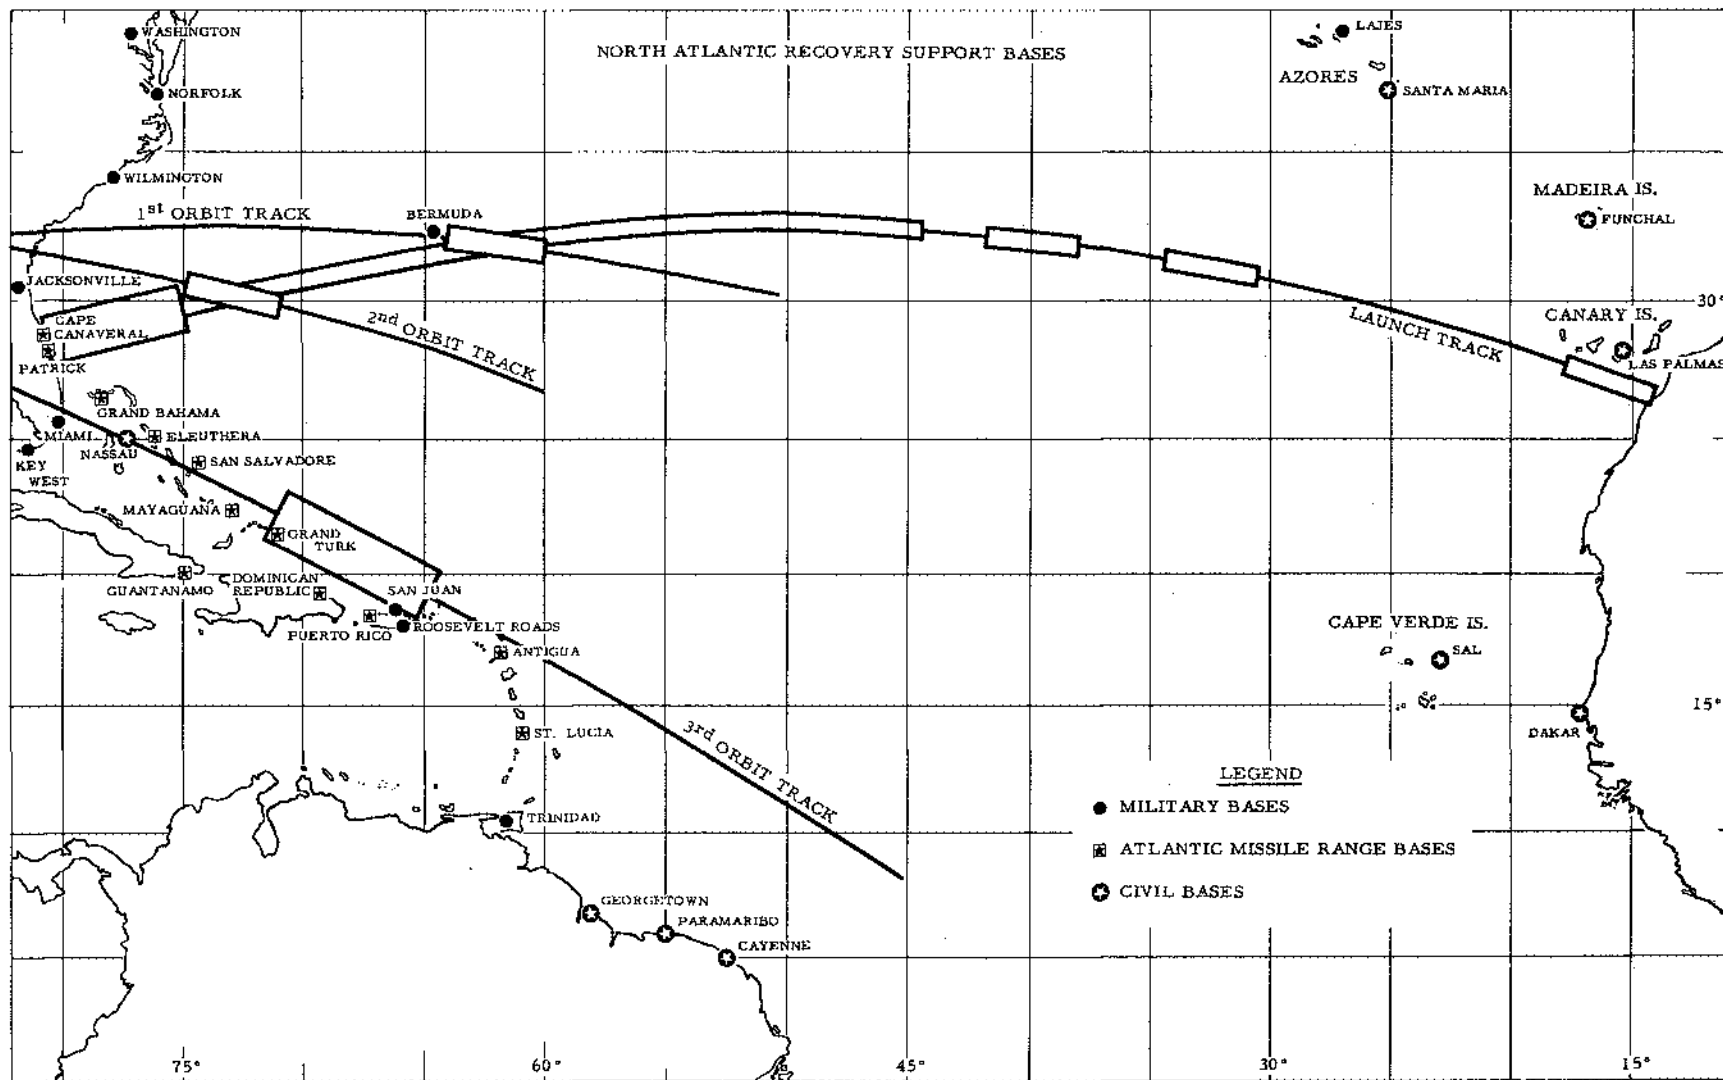 WASHINGTON
LAJES
NORTH ATLANTIC RECOVERY SUPPORT BASES
AZORES
SANTA MARIA
NORFOLK
WILMINGTON
MADEIRA IS.
FUNCHAL
1st ORBIT TRACK
BERMUDA
JACKSONVILLE
30°
CAPE
CANAVERAL
2nd ORBIT TRACK
LAUNCH TRACK
CANARY IS.
LAS PALMAS
PATRICK
GRAND BAHAMA
MIAMI
ELEUTHERA
NASSAU
KEY
WEST
SAN SALVADORE
MAYAGUANA
GRAND
TURK
GUANTANAMO
DOMINICAN
REPUBLIC
SAN JUAN
PUERTO RICO
ROOSEVELT ROADS
CAPE VERDE IS.
SAL
ANTIGUA
15°
ST. LUCIA
3rd ORBIT TRACK
DAKAR
LEGEND
MILITARY BASES
TRINIDAD
ATLANTIC MISSILE RANGE BASES
CIVIL BASES
GEORGETOWN
PARAMARIBO
CAYENNE
75°
60°
45°
30°
15°